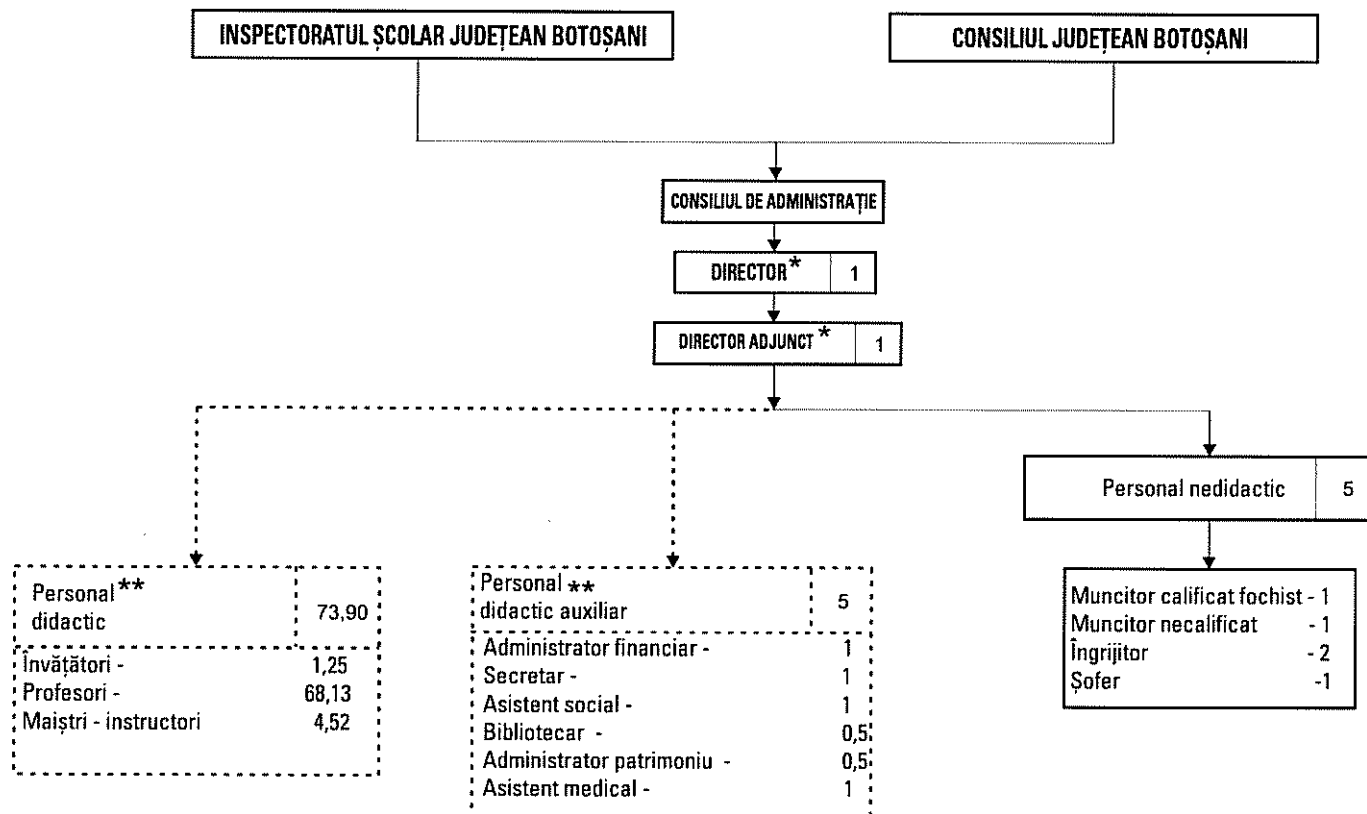 INSPECTORATUL ȘCOLAR JUDEȚEAN BOTOȘANI
CONSILIUL JUDEȚEAN BOTOȘANI
CONSILIUL DE ADMINISTRAȚIE
DIRECTOR* 1
DIRECTOR ADJUNCT* 1
Personal nedidactic 5
Muncitor calificat fochist - 1
Muncitor necalificat - 1
Îngrijitor - 2
Șofer -1
Personal**
didactic 73,90
Învățători - 1,25
Profesori - 68,13
Maiștri - instructori 4,52
Personal **
didactic auxiliar 5
Administrator financiar - 1
Secretar - 1
Asistent social - 1
Bibliotecar - 0,5
Administrator patrimoniu - 0,5
Asistent medical - 1